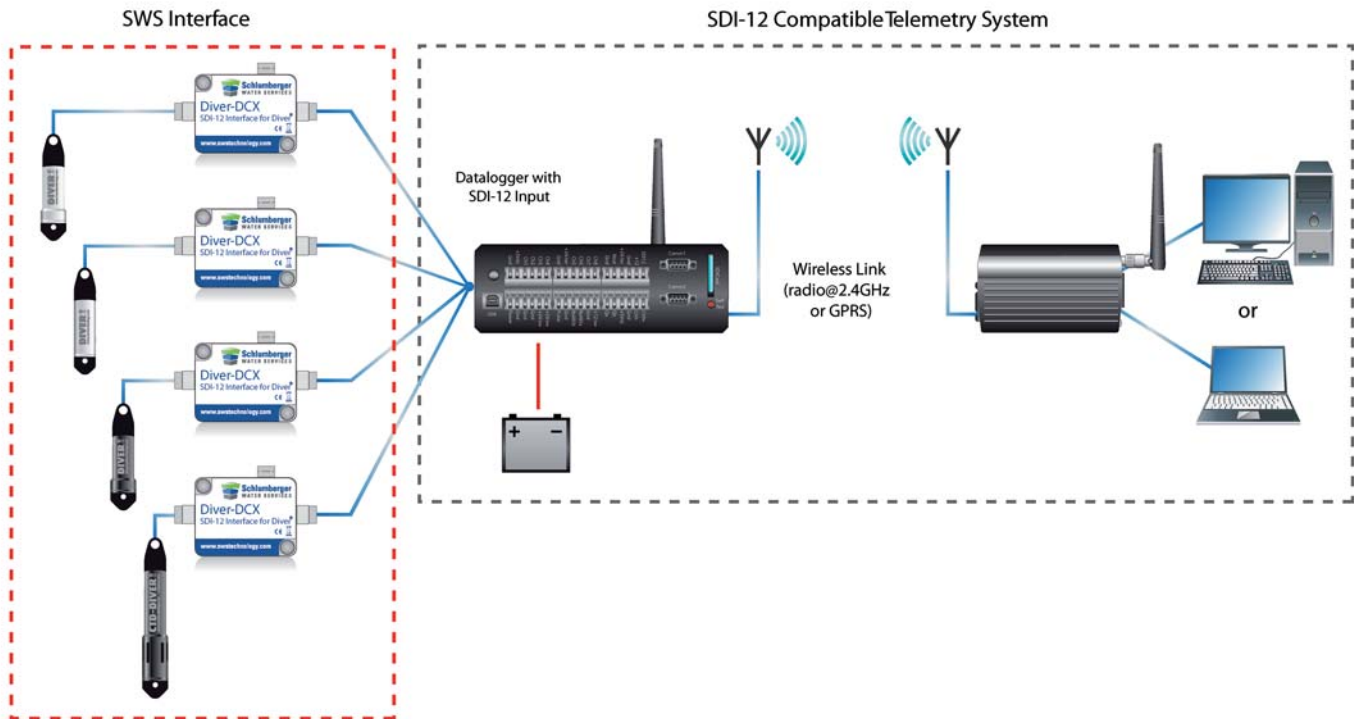 SWS Interface
SDI-12 Compatible Telemetry System
Schlumberger
WATER SERVICES
Diver-DCX
SDI-12 Interface for Diver
CE
www.swstechnology.com
DIVER
Schlumberger
WATER SERVICES
Diver-DCX
SDI-12 Interface for Diver
CE
www.swstechnology.com
DIVER
Schlumberger
WATER SERVICES
Diver-DCX
SDI-12 Interface for Diver
CE
www.swstechnology.com
DIVER
Schlumberger
WATER SERVICES
Diver-DCX
SDI-12 Interface for Diver
CE
www.swstechnology.com
CTD-DIVER
Datalogger with
SDI-12 Input
+ −
Wireless Link
(radio@2.4GHz
or GPRS)
or